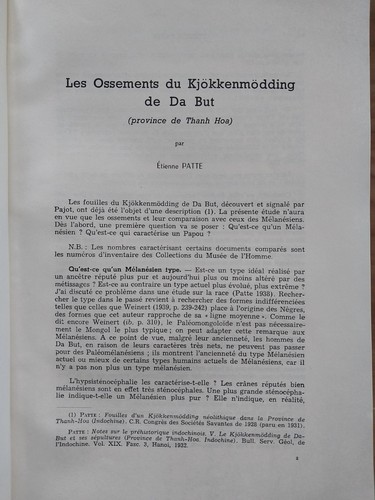 Les Ossements du Kjökkenmödding
de Da But
(province de Thanh Hoa)
par
Étienne PATTE
Les fouilles du Kjökkenmödding de Da But, découvert et signalé par
Pajot, ont déjà été l'objet d'une description (1). La présente étude n'aura
en vue que les ossements et leur comparaison avec ceux des Mélanésiens.
Dès l'abord, une première question va se poser : Qu'est-ce qu'un Méla-
nésien ? Qu'est-ce qui caractérise un Papou ?
N.B. : Les nombres caractérisant certains documents comparés sont
les numéros d'inventaire des Collections du Musée de l'Homme.
Qu'est-ce qu'un Mélanésien type. — Est-ce un type idéal réalisé par
un ancêtre réputé plus pur et aujourd'hui plus ou moins altéré par des
métissages ? Est-ce au contraire un type actuel plus évolué, plus extrême ?
J'ai discuté ce problème dans une étude sur la race (Patte 1938). Recher-
cher le type dans le passé revient à rechercher des formes indifférenciées
telles que celles que Weinert (1939, p. 239-242) place à l'origine des Nègres,
des formes que cet auteur rapproche de sa « ligne moyenne ». Comme le
dit encore Weinert (ib. p. 310), le Paléomongoloïde n'est pas nécessaire-
ment le Mongol le plus typique ; on peut adapter cette remarque aux
Mélanésiens. A ce point de vue, malgré leur ancienneté, les hommes de
Da But, en raison de leurs caractères très nets, ne peuvent pas passer
pour des Paléomélanésiens ; ils montrent l'ancienneté du type Mélanésien
actuel ou mieux de certains types humains actuels de Mélanésiens, car il
n'y a pas non plus un type mélanésien.
L'hypsisténocéphalie les caractérise-t-elle ? Les crânes réputés bien
mélanésiens sont en effet très sténocéphales. Une plus grande sténocépha-
lie indique-t-elle un Mélanésien plus pur ? Elle n'indique, en réalité,
(1) PATTE : Fouilles d'un Kjökkenmödding néolithique dans la Province de
Thanh-Hoa (Indochine). C.R. Congrès des Sociétés Savantes de 1928 (paru en 1931).
PATTE : Notes sur le préhistorique indochinois. V. Le Kjökkenmödding de Da-
But et ses sépultures (Province de Thanh-Hoa. Indochine). Bull. Serv. Géol. de
l'Indochine. Vol. XIX. Fasc. 3, Hanoi, 1932.